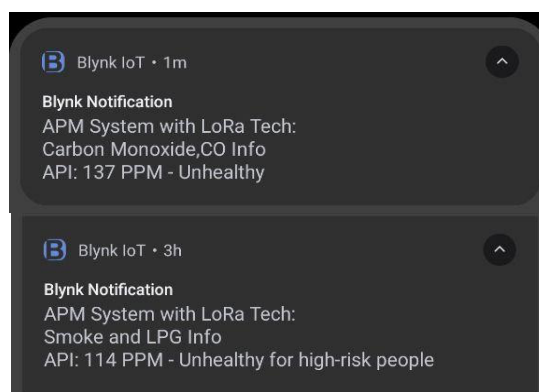 B Blynk IoT • 1m
Blynk Notification
APM System with LoRa Tech:
Carbon Monoxide,CO Info
API: 137 PPM - Unhealthy
B Blynk IoT • 3h
Blynk Notification
APM System with LoRa Tech:
Smoke and LPG Info
API: 114 PPM - Unhealthy for high-risk people